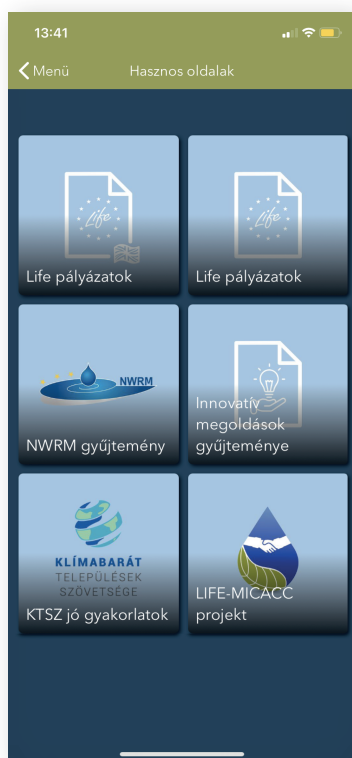 13:41
Menü Hasznos oldalak
Life
Life pályázatok
Life
Life pályázatok
NWRM
NWRM gyűjtemény
Innovatív
megoldások
gyűjteménye
KLÍMABARÁT
TELEPÜLÉSEK
SZÖVETSÉGE
KTSZ jó gyakorlatok
LIFE-MICACC
projekt